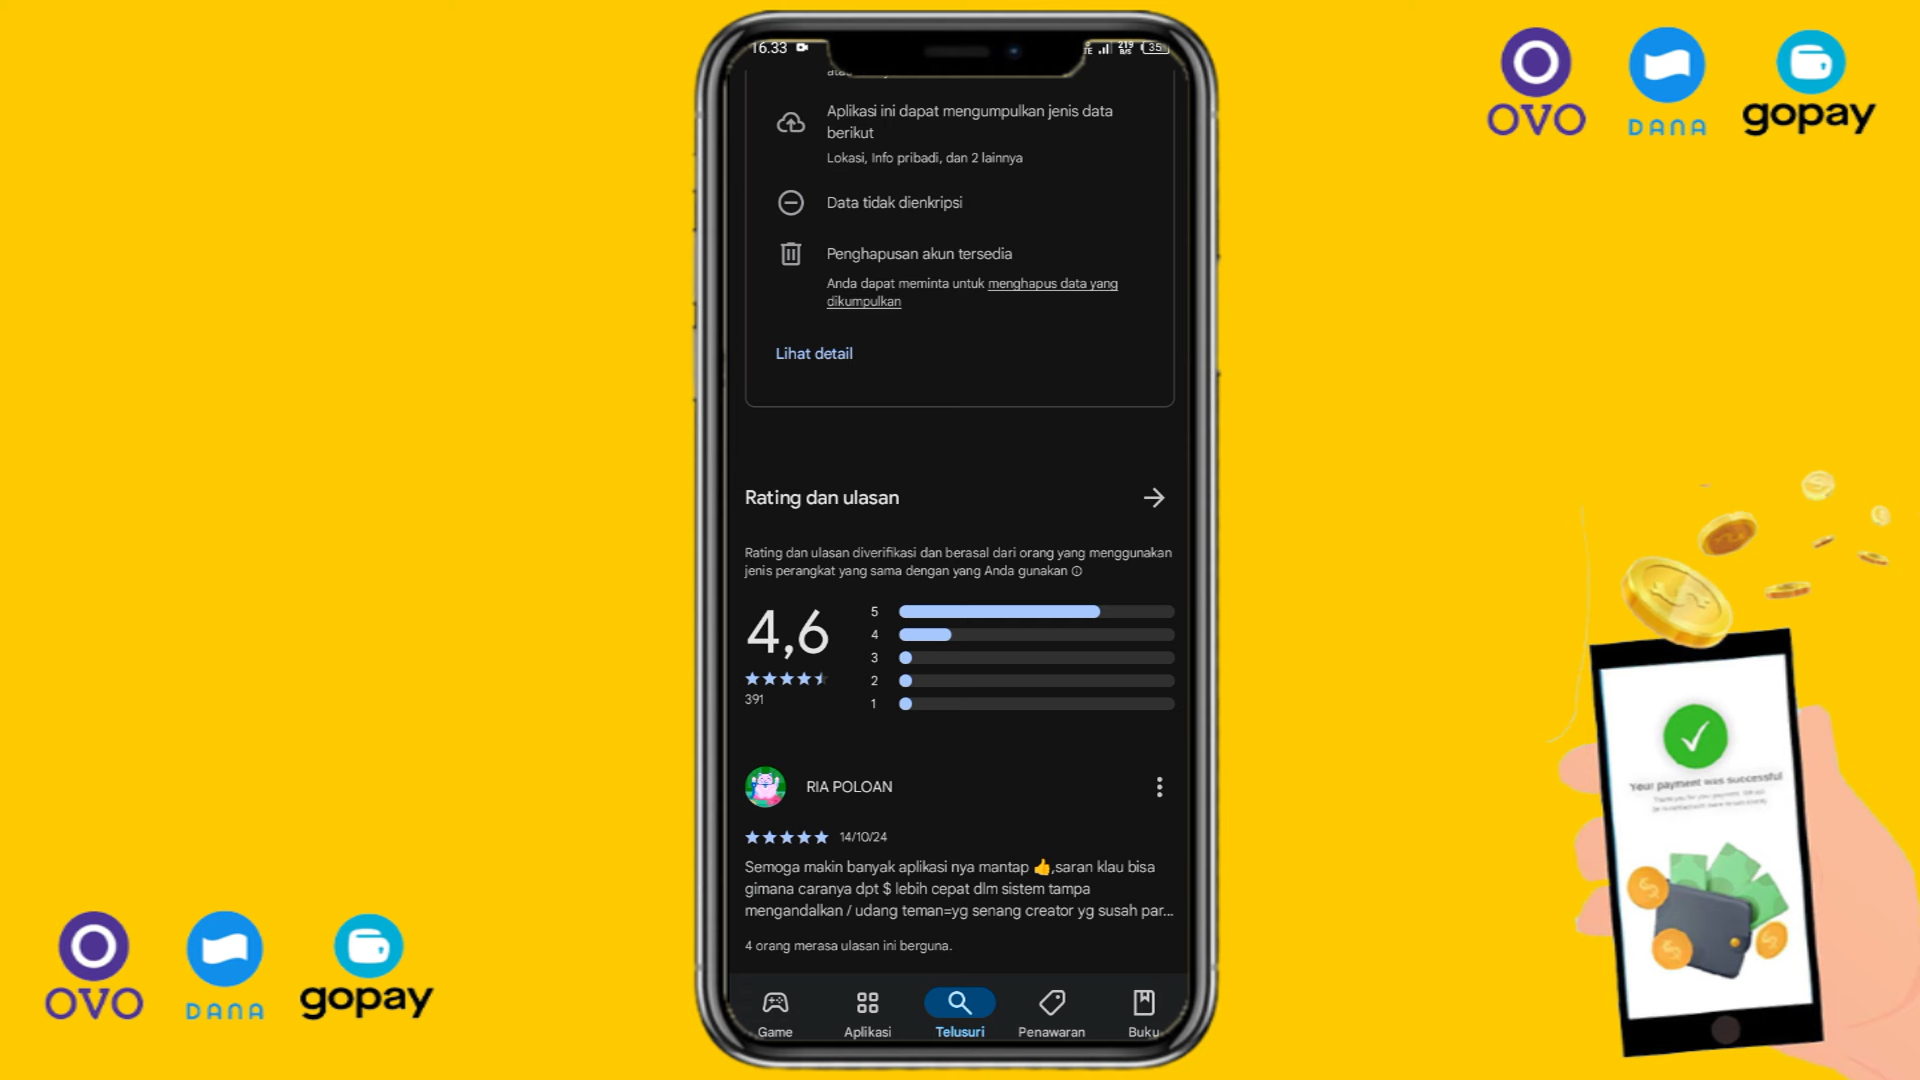 16.33
219
B/S
35
Aplikasi ini dapat mengumpulkan jenis data
berikut
Lokasi, Info pribadi, dan 2 lainnya
Data tidak dienkripsi
Penghapusan akun tersedia
Anda dapat meminta untuk menghapus data yang
dikumpulkan
Lihat detail
Rating dan ulasan
Rating dan ulasan diverifikasi dan berasal dari orang yang menggunakan
jenis perangkat yang sama dengan yang Anda gunakan
4,6
391
5
4
3
2
1
RIA POLOAN
14/10/24
Semoga makin banyak aplikasi nya mantap 👍,saran klau bisa
gimana caranya dpt $ lebih cepat dlm sistem tampa
mengandalkan / udang teman=yg senang creator yg susah par...
4 orang merasa ulasan ini berguna.
Game
Aplikasi
Telusuri
Penawaran
Buku
OVO
DANA
gopay
OVO
DANA
gopay
Your payment was successful